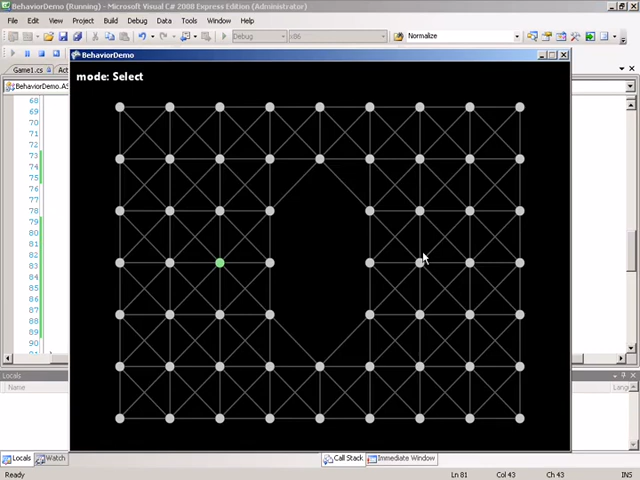 BehaviorDemo (Running) - Microsoft Visual C# 2008 Express Edition (Administrator)
File Edit View Project Build Debug Data Tools Window Help
Debug x86 Normalize
Game1.cs
BehaviorDemo
BehaviorDemo.AS
mode: Select
68
69
70
71
72
73
74
75
76
77
78
79
80
81
82
83
84
85
86
87
88
89
90
Locals
Name
Locals Watch Call Stack Immediate Window
Ready Ln 81 Col 43 Ch 43 INS